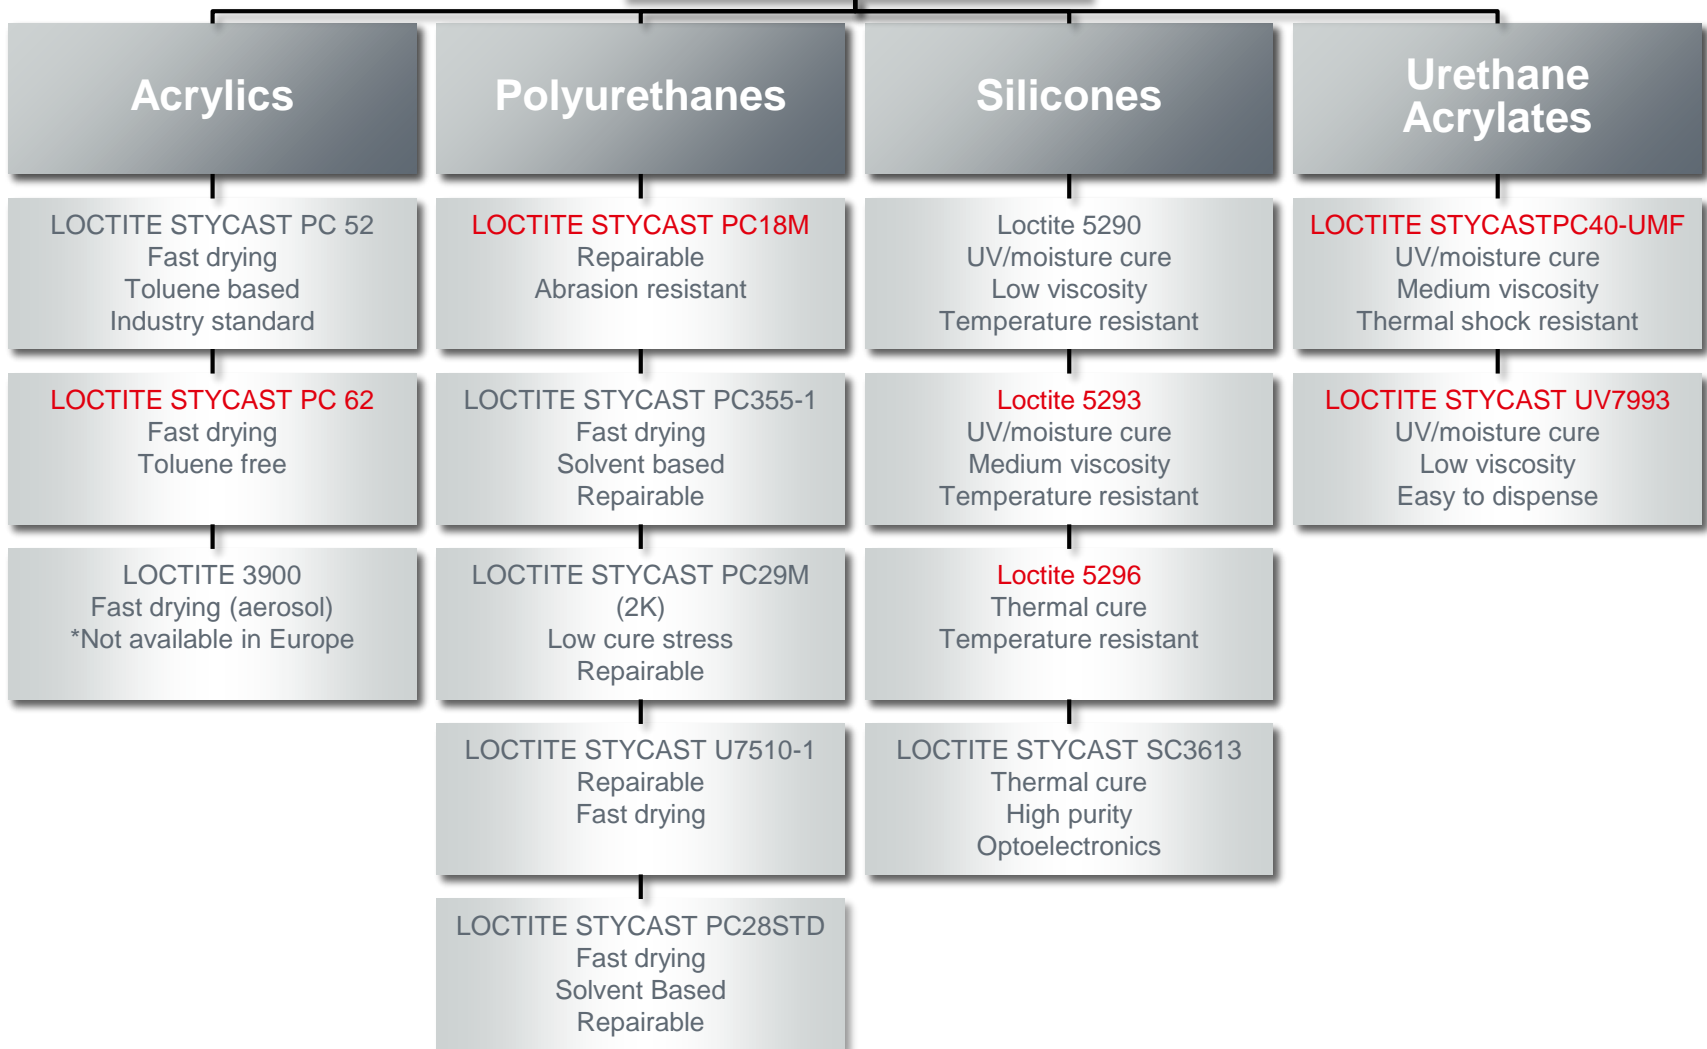 Acrylics
LOCTITE STYCAST PC 52
Fast drying
Toluene based
Industry standard
LOCTITE STYCAST PC 62
Fast drying
Toluene free
LOCTITE 3900
Fast drying (aerosol)
*Not available in Europe
Polyurethanes
LOCTITE STYCAST PC18M
Repairable
Abrasion resistant
LOCTITE STYCAST PC355-1
Fast drying
Solvent based
Repairable
LOCTITE STYCAST PC29M
(2K)
Low cure stress
Repairable
LOCTITE STYCAST U7510-1
Repairable
Fast drying
LOCTITE STYCAST PC28STD
Fast drying
Solvent Based
Repairable
Silicones
Loctite 5290
UV/moisture cure
Low viscosity
Temperature resistant
Loctite 5293
UV/moisture cure
Medium viscosity
Temperature resistant
Loctite 5296
Thermal cure
Temperature resistant
LOCTITE STYCAST SC3613
Thermal cure
High purity
Optoelectronics
Urethane
Acrylates
LOCTITE STYCASTPC40-UMF
UV/moisture cure
Medium viscosity
Thermal shock resistant
LOCTITE STYCAST UV7993
UV/moisture cure
Low viscosity
Easy to dispense